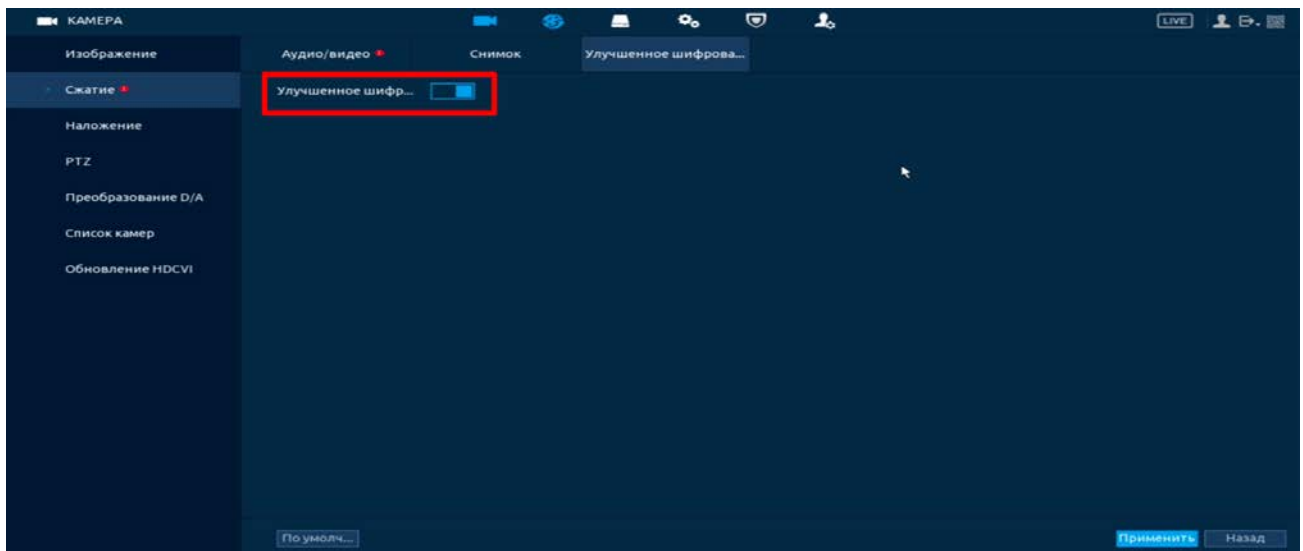 КАМЕРА
LIVE
Изображение
Аудио/видео
Снимок
Улучшенное шифрова...
Сжатие
Улучшенное шифр...
Наложение
PTZ
Преобразование D/A
Список камер
Обновление HDCVI
По умолч...
Применить
Назад